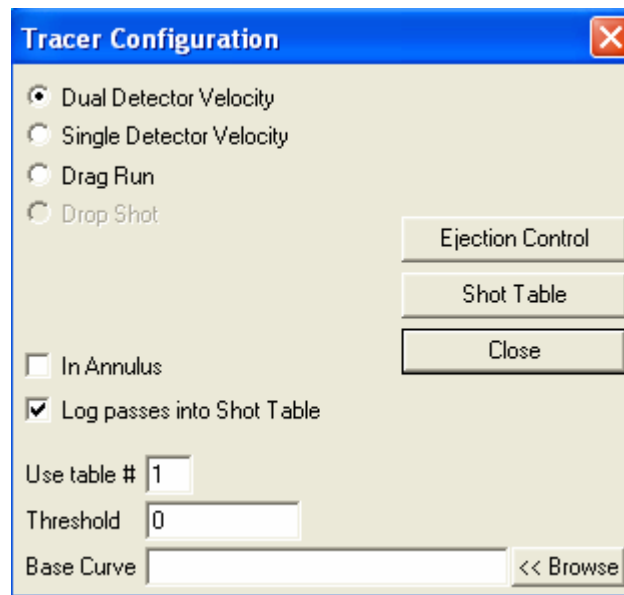 Tracer Configuration
Dual Detector Velocity
Single Detector Velocity
Drag Run
Drop Shot
Ejection Control
Shot Table
Close
In Annulus
Log passes into Shot Table
Use table # 1
Threshold 0
Base Curve << Browse